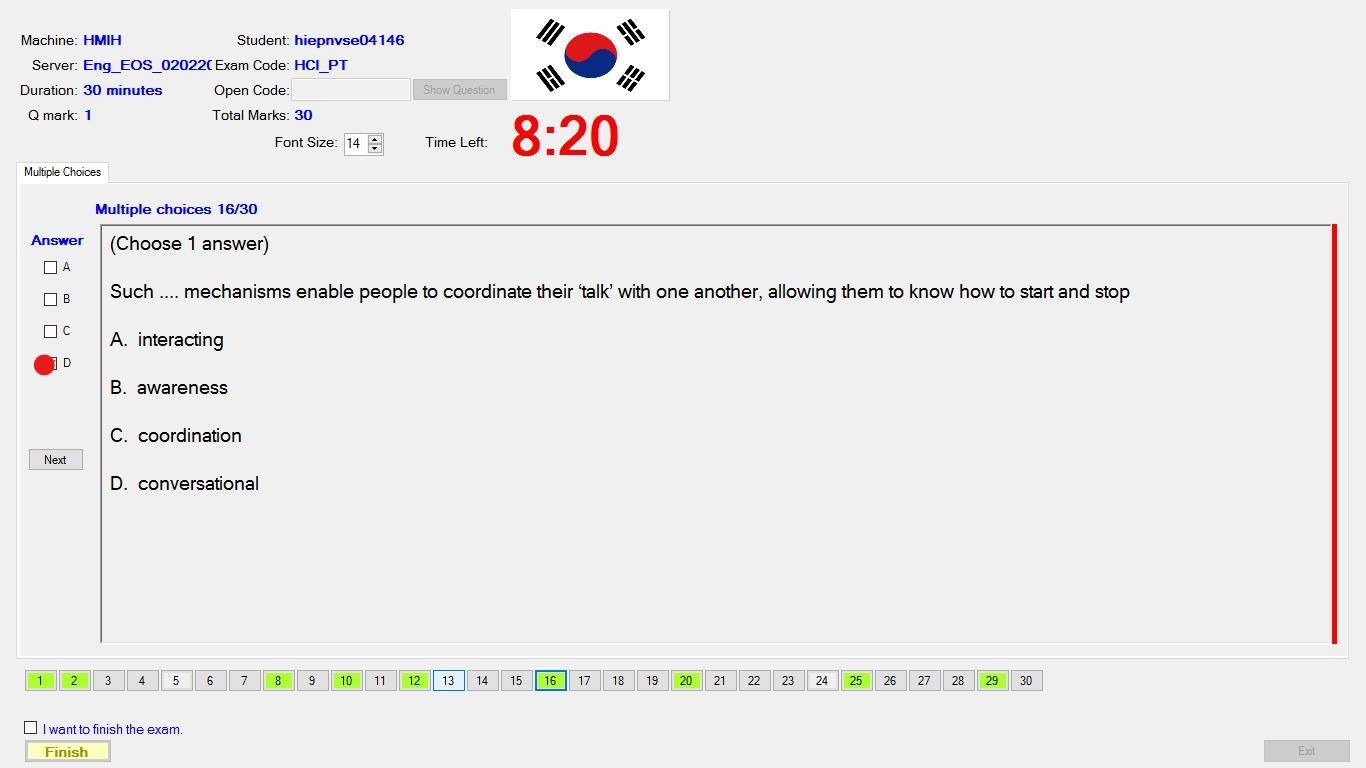 Machine: HMIH Student: hiepnvse04146
Server: Eng_EOS_020220 Exam Code: HCI_PT
Duration: 30 minutes Open Code: Show Question
Q mark: 1 Total Marks: 30
Font Size: 14 Time Left: 8:20
Multiple Choices
Multiple choices 16/30
Answer
A
B
C
D
Next
(Choose 1 answer)
Such .... mechanisms enable people to coordinate their ‘talk’ with one another, allowing them to know how to start and stop
A. interacting
B. awareness
C. coordination
D. conversational
1 2 3 4 5 6 7 8 9 10 11 12 13 14 15 16 17 18 19 20 21 22 23 24 25 26 27 28 29 30
I want to finish the exam.
Finish Exit